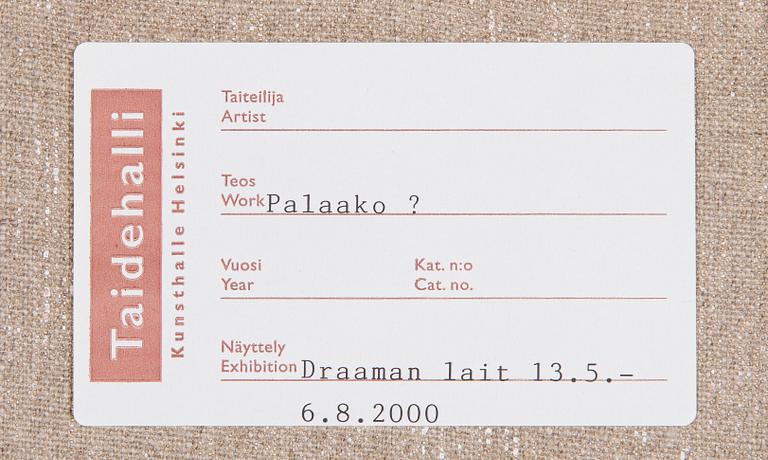 Taidehalli
Kunsthalle Helsinki
Taiteilija
Artist
Teos
Work Palaako ?
Vuosi Kat. n:o
Year Cat. no.
Näyttely
Exhibition Draaman lait 13.5.–
6.8.2000